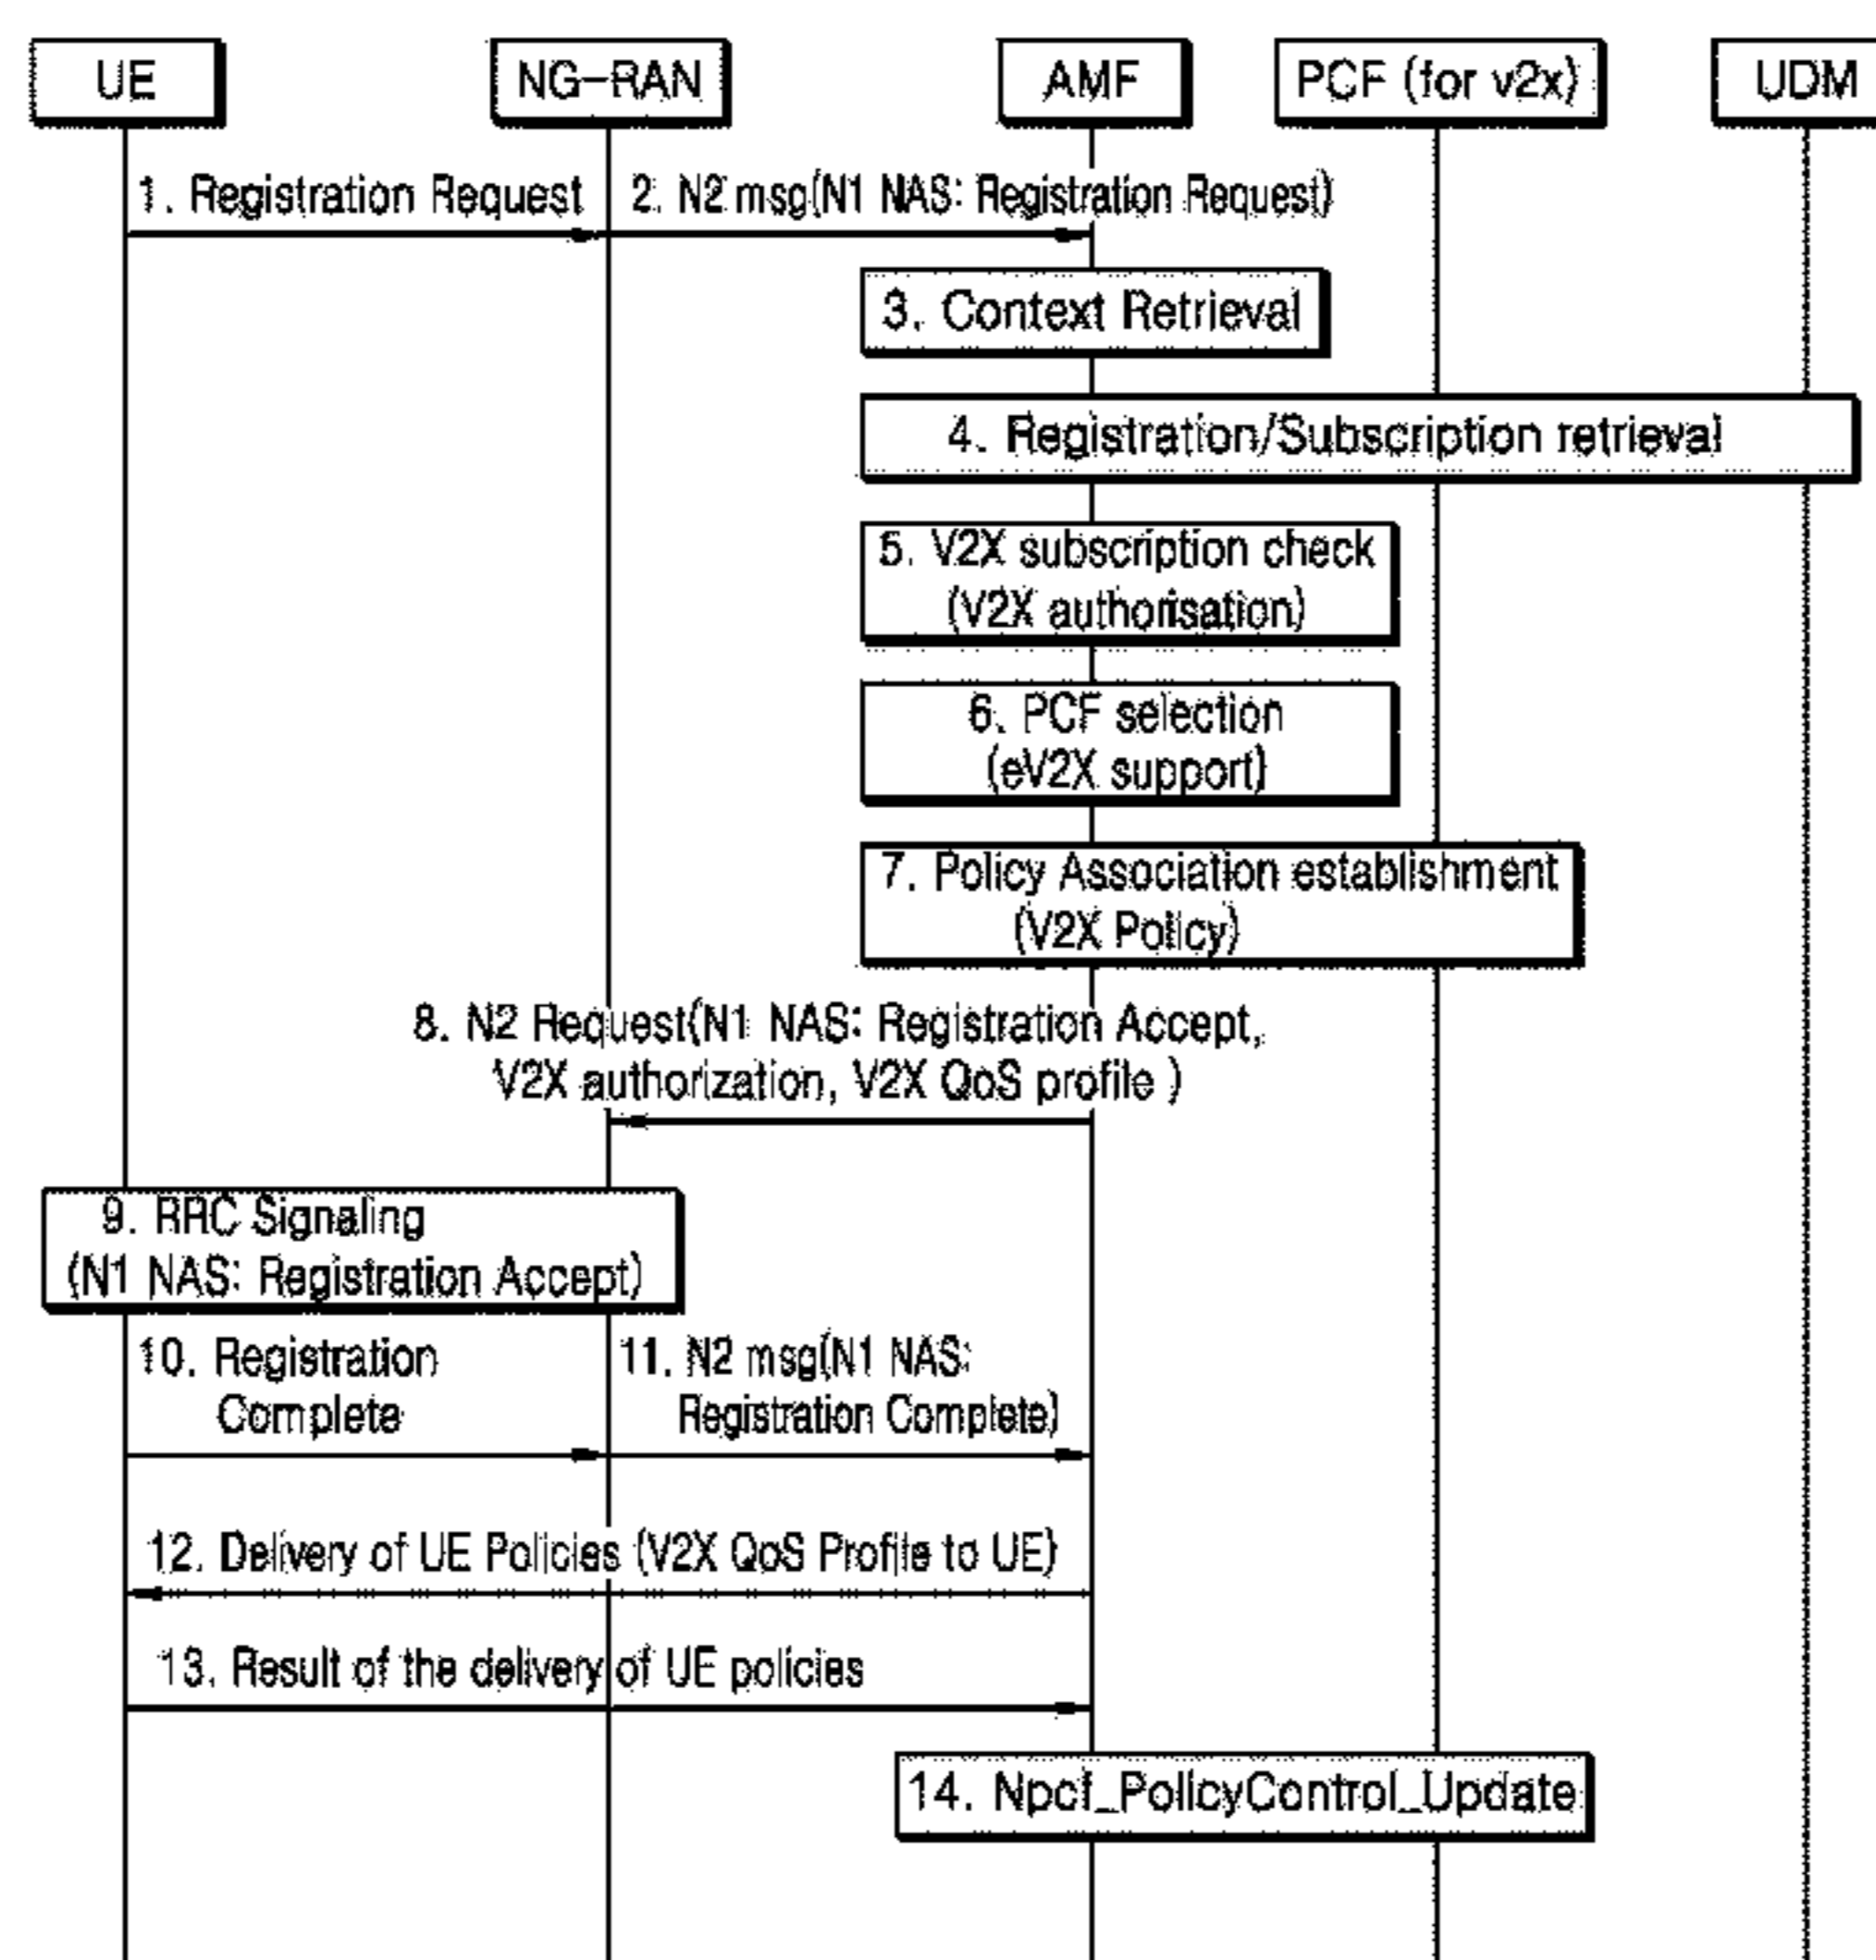 UE
NG-RAN
AMF
PCF (for v2x)
UDM
1. Registration Request
2. N2 msg(N1 NAS: Registration Request)
3. Context Retrieval
4. Registration/Subscription retrieval
5. V2X subscription check
(V2X authorisation)
6. PCF selection
(eV2X support)
7. Policy Association establishment
(V2X Policy)
8. N2 Request(N1 NAS: Registration Accept,
V2X authorization, V2X QoS profile )
9. RRC Signaling
(N1 NAS: Registration Accept)
10. Registration
Complete
11. N2 msg(N1 NAS:
Registration Complete)
12. Delivery of UE Policies (V2X QoS Profile to UE)
13. Result of the delivery of UE policies
14. Npcf_PolicyControl_Update